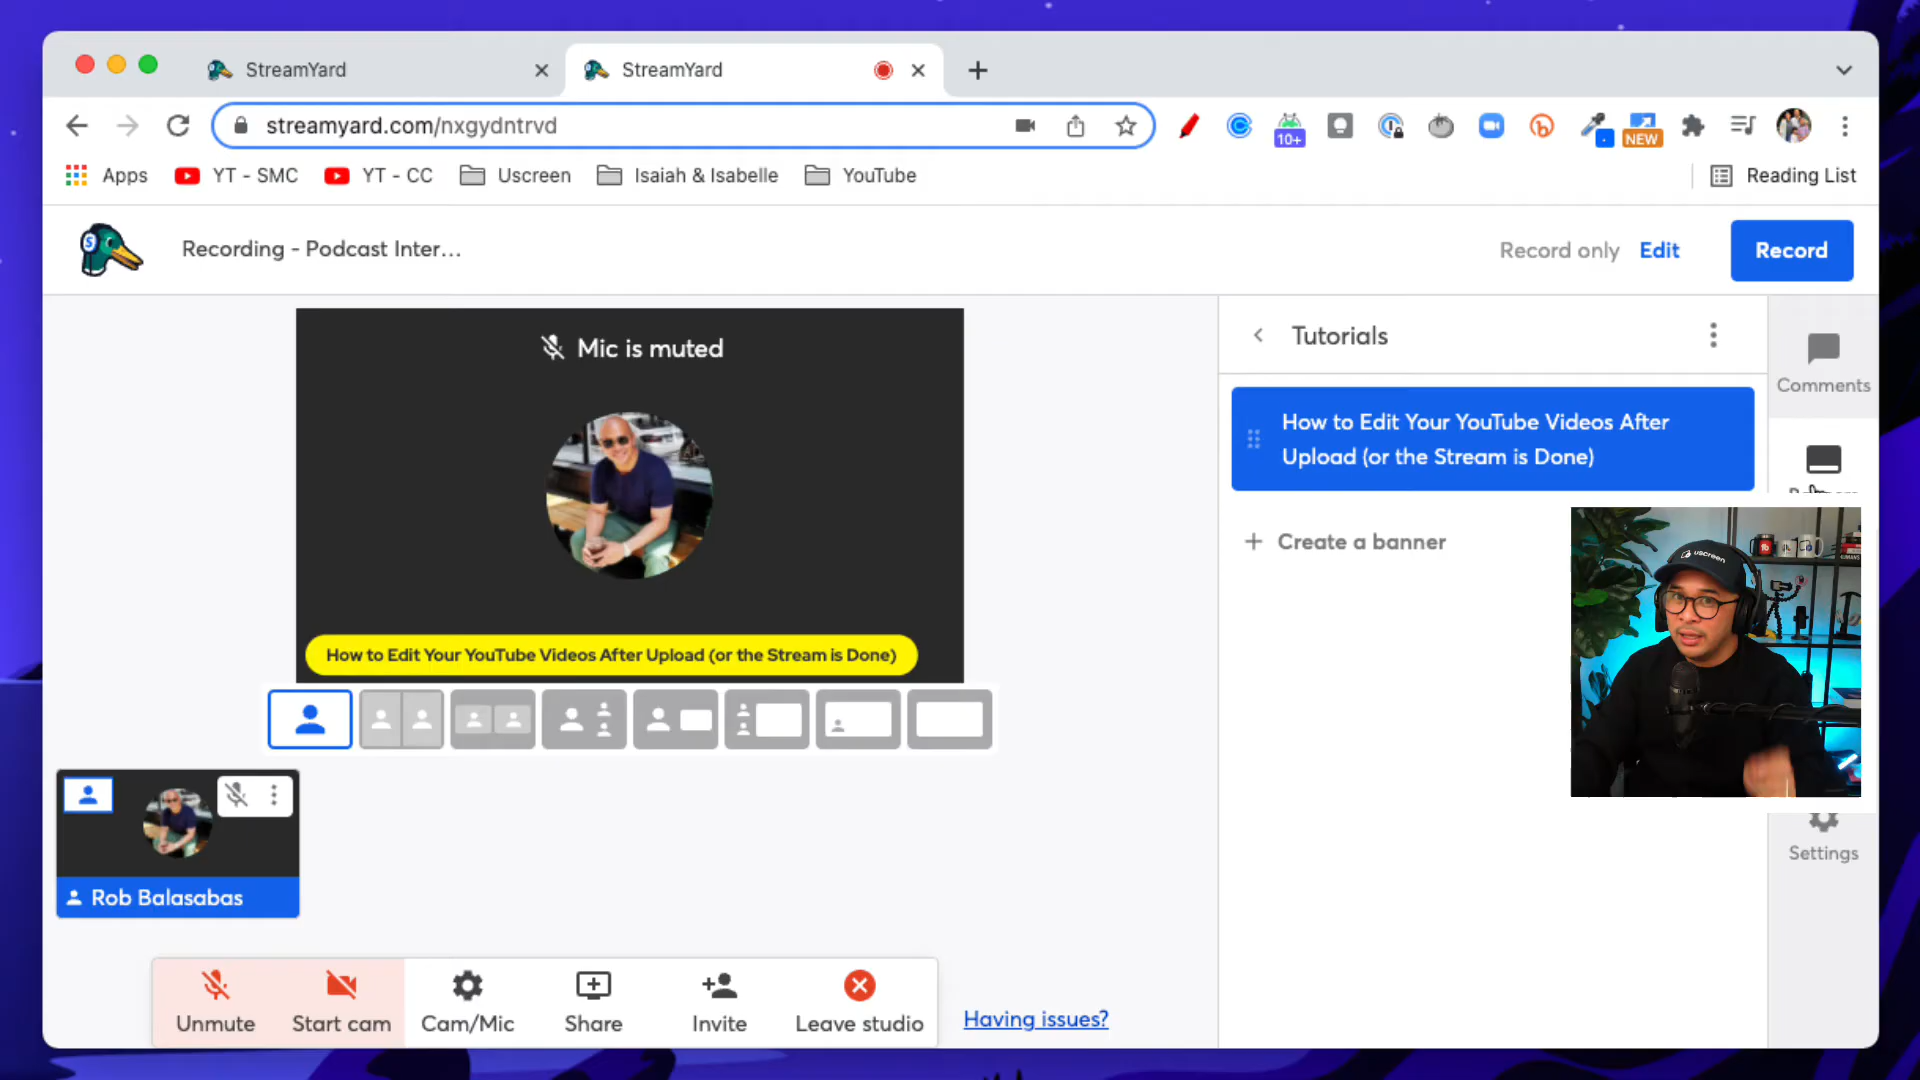 StreamYard
StreamYard
streamyard.com/nxgydntrvd
10+
NEW
Apps
YT - SMC
YT - CC
Uscreen
Isaiah & Isabelle
YouTube
Reading List
Recording - Podcast Inter...
Record only
Edit
Record
Mic is muted
How to Edit Your YouTube Videos After Upload (or the Stream is Done)
Tutorials
How to Edit Your YouTube Videos After
Upload (or the Stream is Done)
Create a banner
Comments
uscreen
Settings
Rob Balasabas
Unmute
Start cam
Cam/Mic
Share
Invite
Leave studio
Having issues?